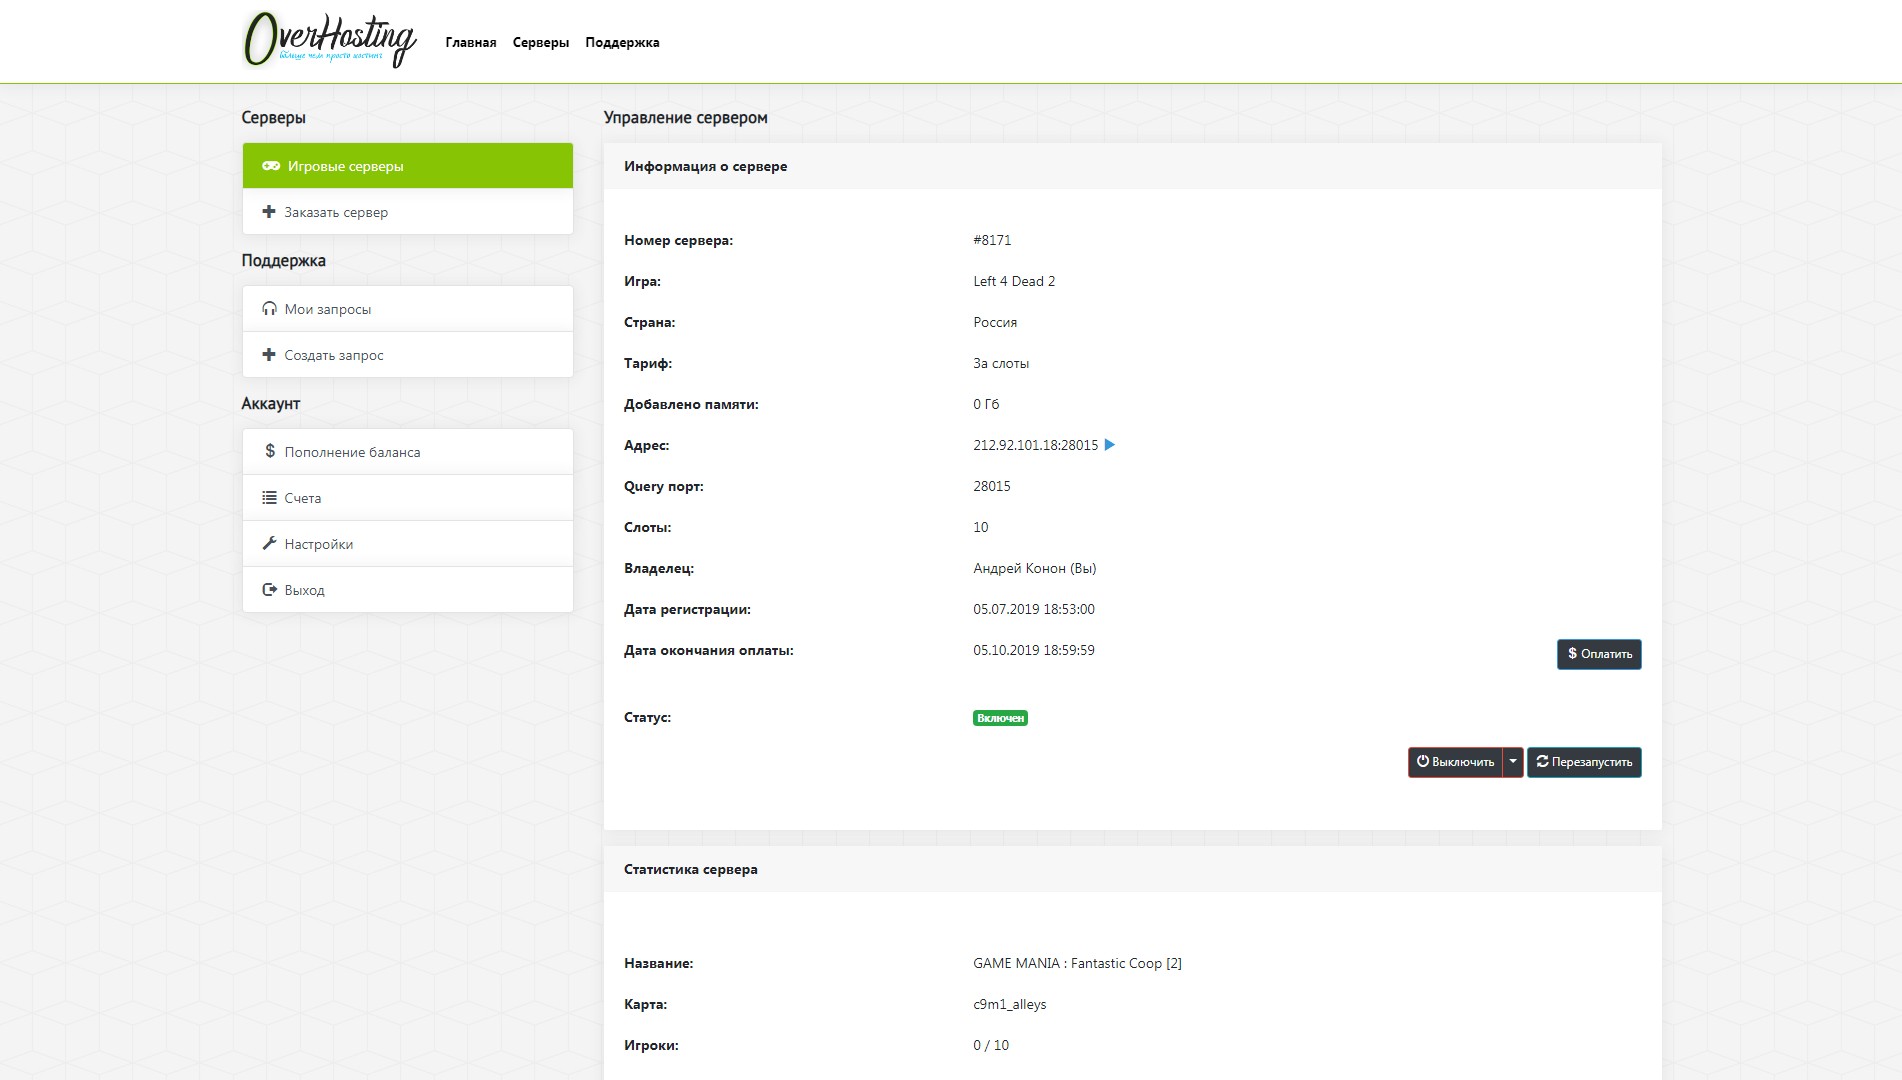 OverHosting
больше чем просто хостинг
Главная Серверы Поддержка
Серверы
Игровые серверы
Заказать сервер
Поддержка
Мои запросы
Создать запрос
Аккаунт
$ Пополнение баланса
Счета
Настройки
Выход
Управление сервером
Информация о сервере
Номер сервера: #8171
Игра: Left 4 Dead 2
Страна: Россия
Тариф: За слоты
Добавлено памяти: 0 Гб
Адрес: 212.92.101.18:28015
Query порт: 28015
Слоты: 10
Владелец: Андрей Конон (Вы)
Дата регистрации: 05.07.2019 18:53:00
Дата окончания оплаты: 05.10.2019 18:59:59 $ Оплатить
Статус: Включен
Выключить Перезапустить
Статистика сервера
Название: GAME MANIA : Fantastic Coop [2]
Карта: c9m1_alleys
Игроки: 0 / 10